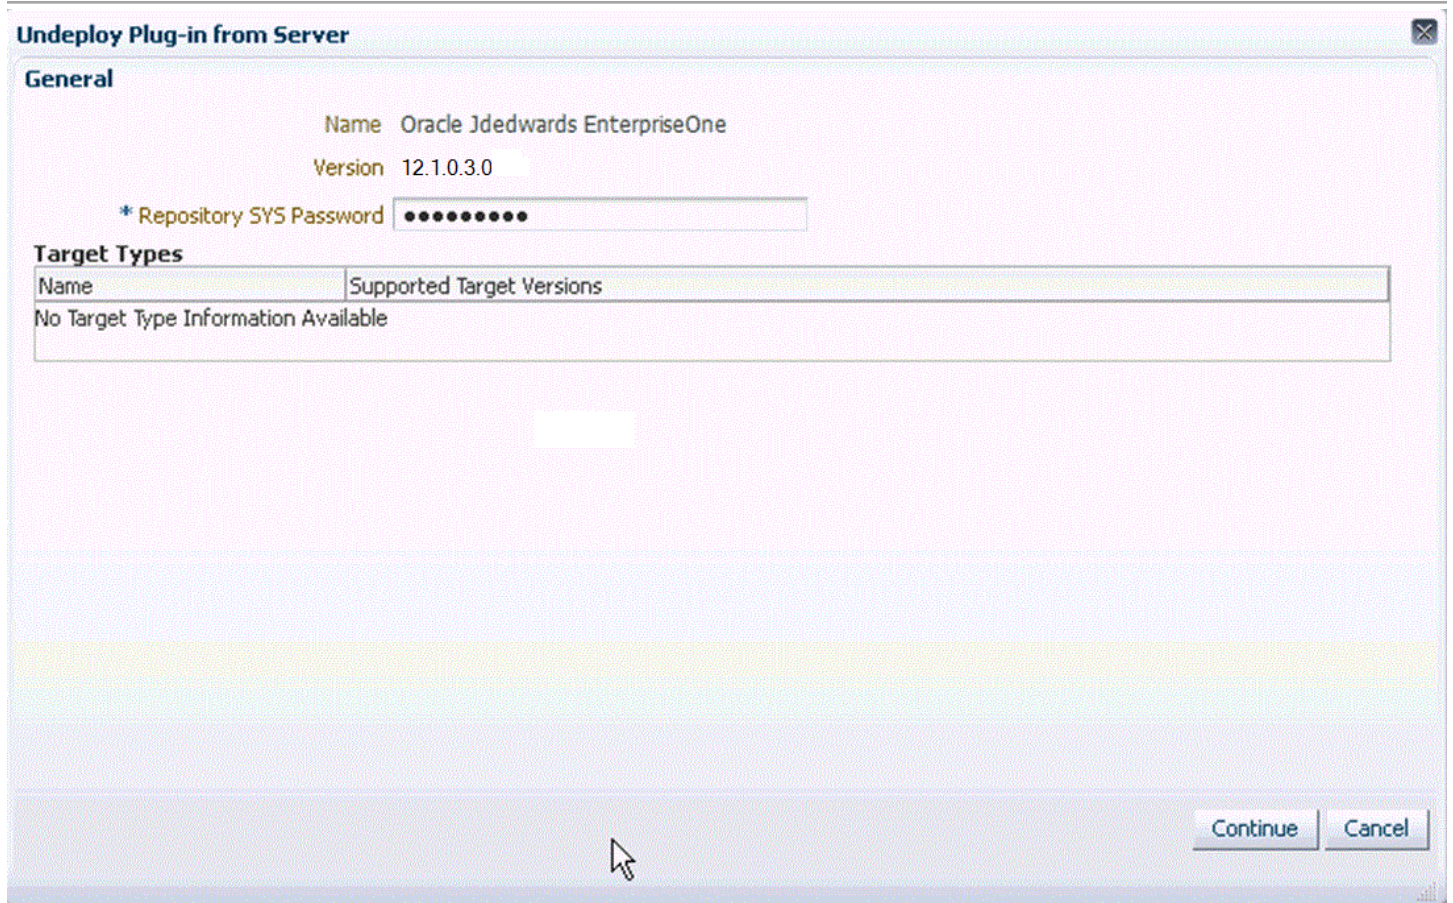 Undeploy Plug-in from Server
General
Name Oracle Jdedwards EnterpriseOne
Version 12.1.0.3.0
* Repository SYS Password •••••••••
Target Types
Name Supported Target Versions
No Target Type Information Available
Continue Cancel